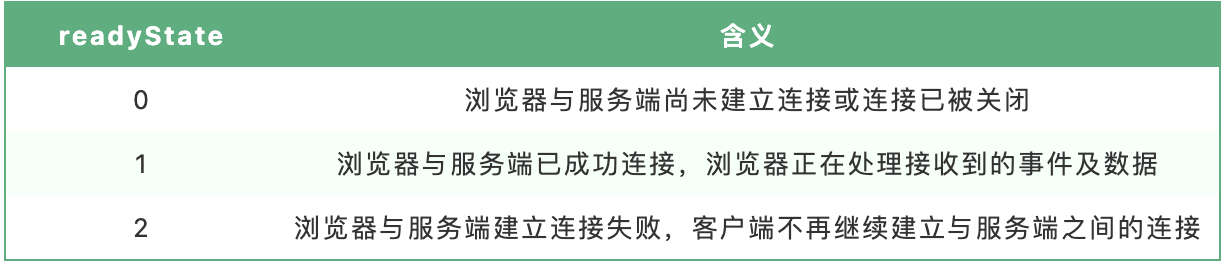 readyState 含义
0 浏览器与服务端尚未建立连接或连接已被关闭
1 浏览器与服务端已成功连接，浏览器正在处理接收到的事件及数据
2 浏览器与服务端建立连接失败，客户端不再继续建立与服务端之间的连接